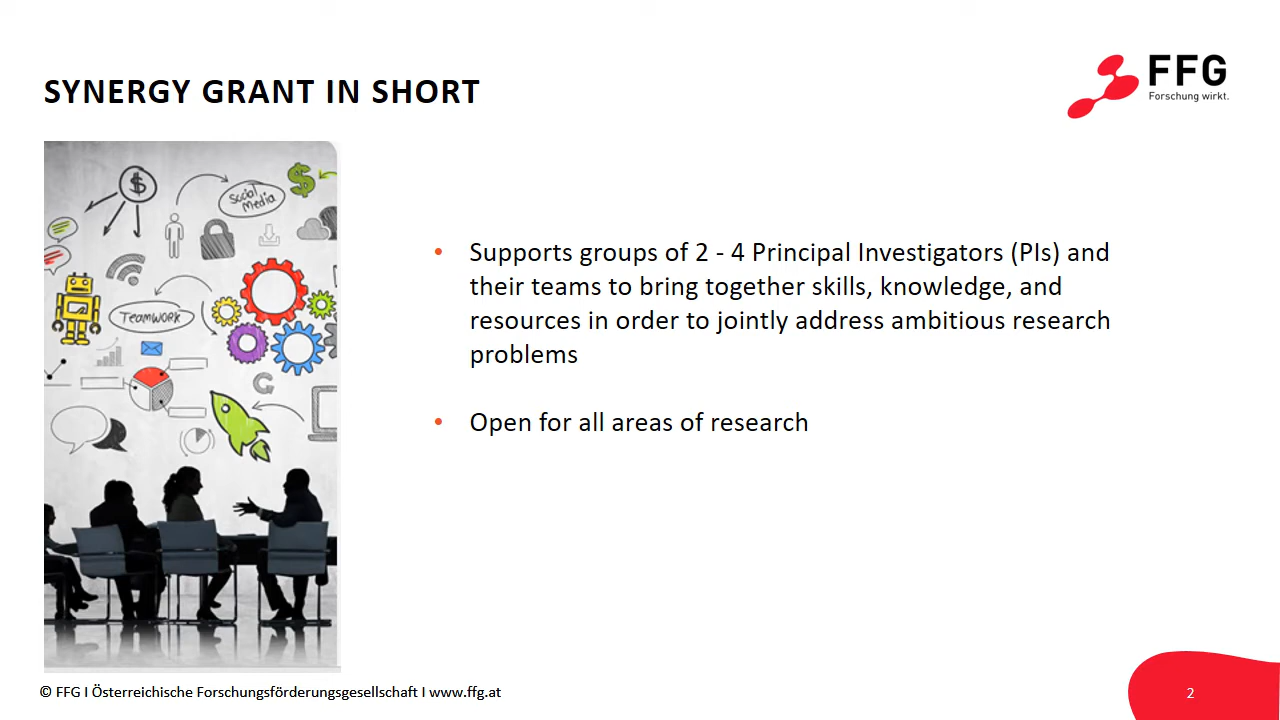 SYNERGY GRANT IN SHORT
FFG
Forschung wirkt.
$
Social
Media
$
TEAMWORK
• Supports groups of 2 - 4 Principal Investigators (PIs) and
their teams to bring together skills, knowledge, and
resources in order to jointly address ambitious research
problems
• Open for all areas of research
© FFG I Österreichische Forschungsförderungsgesellschaft I www.ffg.at
2